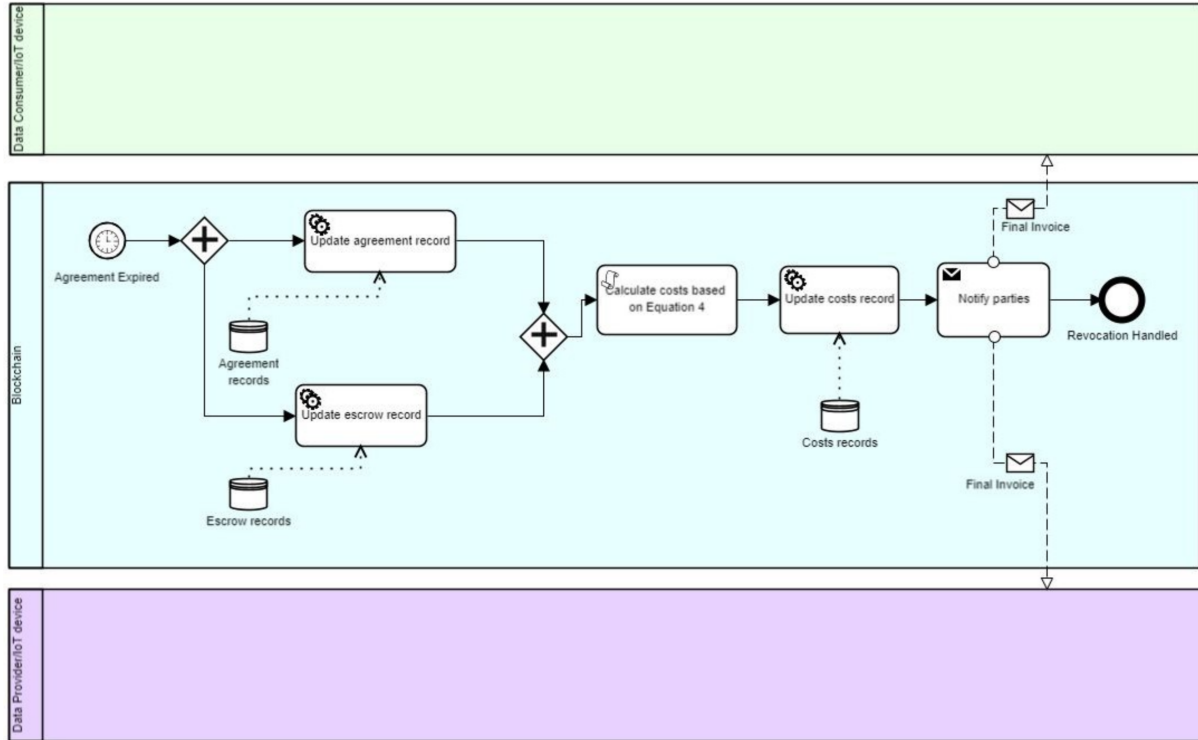 Data Consumer/IoT device
Blockchain
Agreement Expired
Update agreement record
Agreement
records
Update escrow record
Escrow records
Calculate costs based
on Equation 4
Update costs record
Costs records
Notify parties
Final Invoice
Final Invoice
Revocation Handled
Data Provider/IoT device